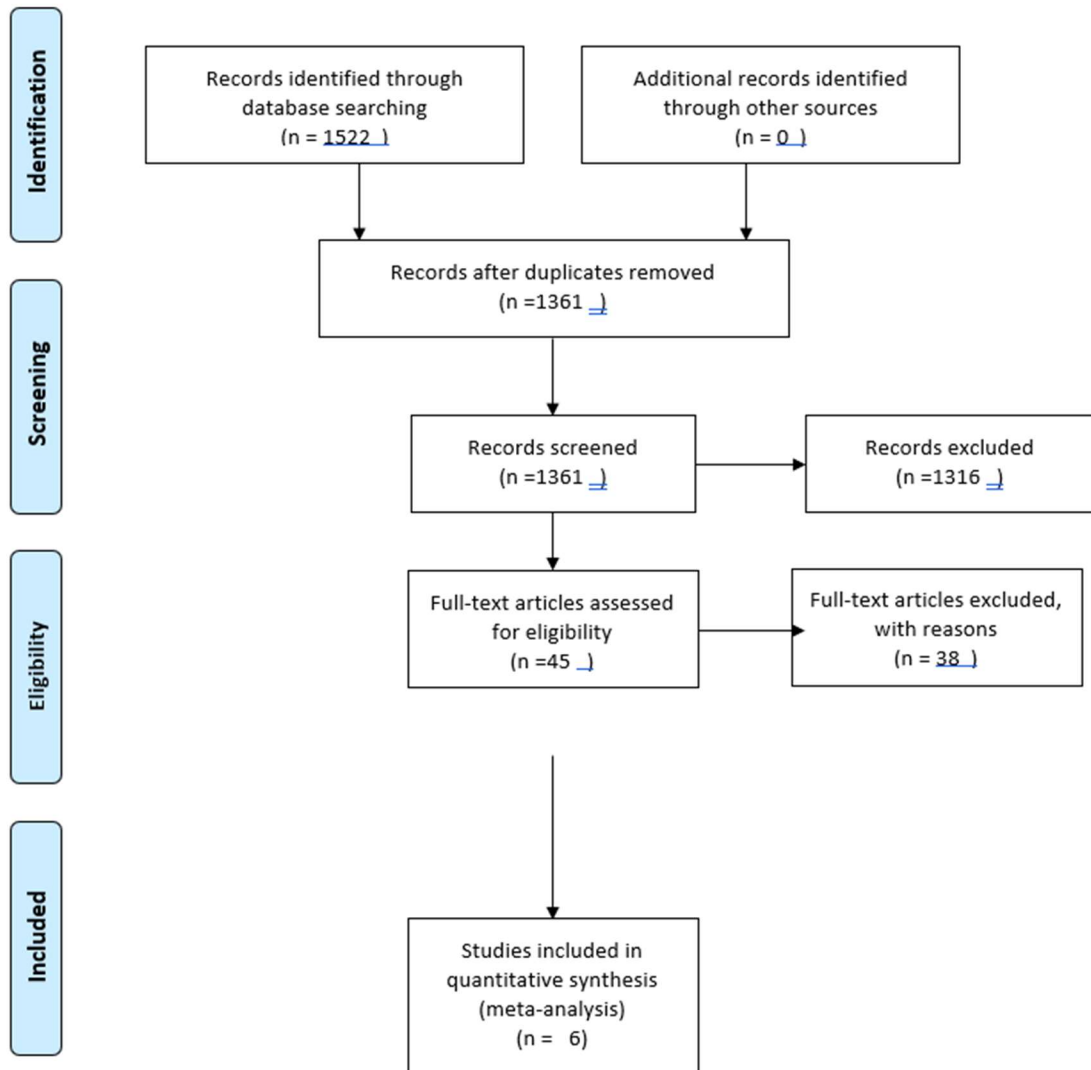 Identification
Records identified through
database searching
(n = 1522  )
Additional records identified
through other sources
(n = 0  )
Records after duplicates removed
(n =1361  )
Screening
Records screened
(n =1361  )
Records excluded
(n =1316  )
Eligibility
Full-text articles assessed
for eligibility
(n =45  )
Full-text articles excluded,
with reasons
(n = 38  )
Included
Studies included in
quantitative synthesis
(meta-analysis)
(n =   6)